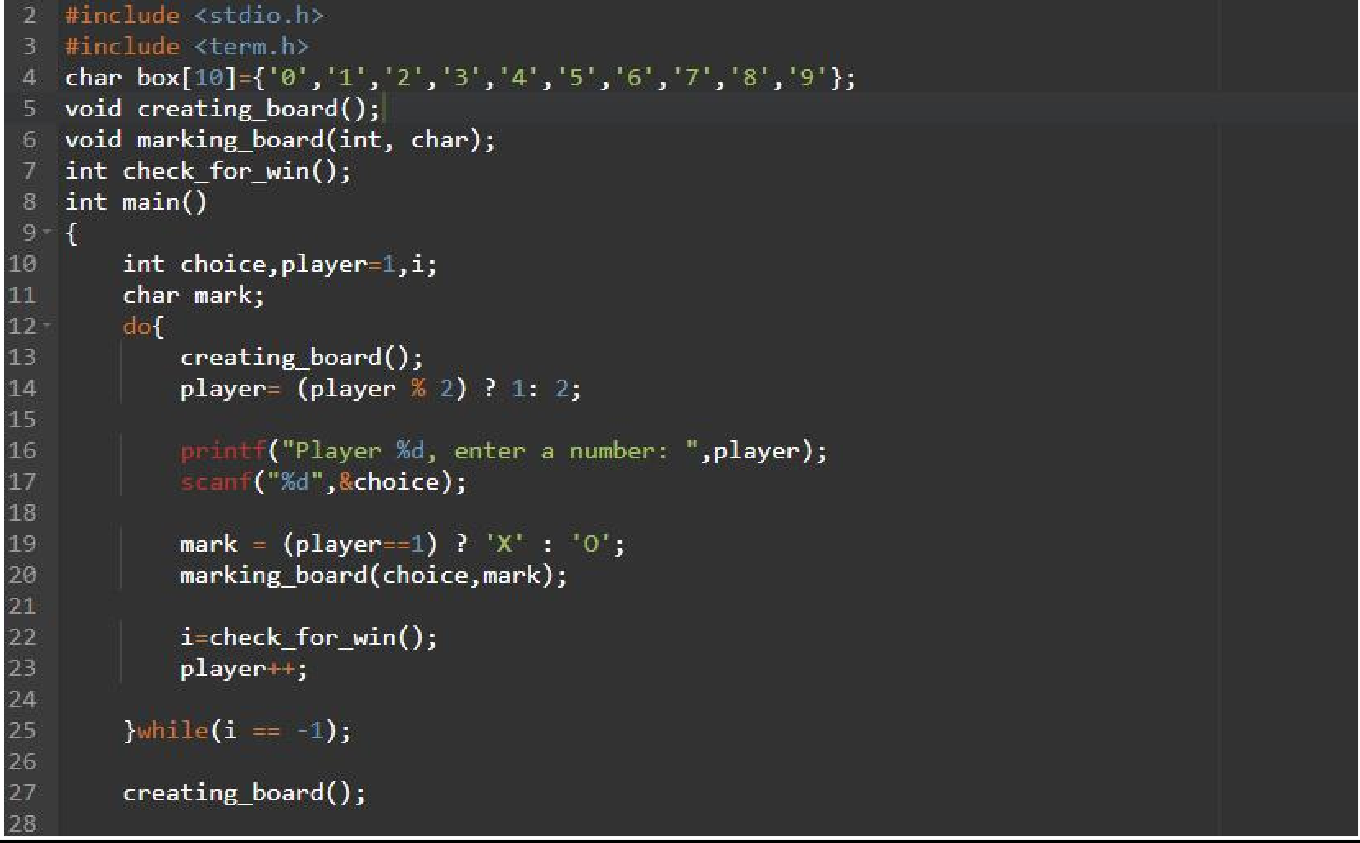 2 #include <stdio.h>
3 #include <term.h>
4 char box[10]={'0','1','2','3','4','5','6','7','8','9'};
5 void creating_board();
6 void marking_board(int, char);
7 int check_for_win();
8 int main()
9 {
10 int choice,player=1,i;
11 char mark;
12 do{
13 creating_board();
14 player= (player % 2) ? 1: 2;
15
16 printf("Player %d, enter a number: ",player);
17 scanf("%d",&choice);
18
19 mark = (player==1) ? 'X' : 'O';
20 marking_board(choice,mark);
21
22 i=check_for_win();
23 player++;
24
25 }while(i == -1);
26
27 creating_board();
28